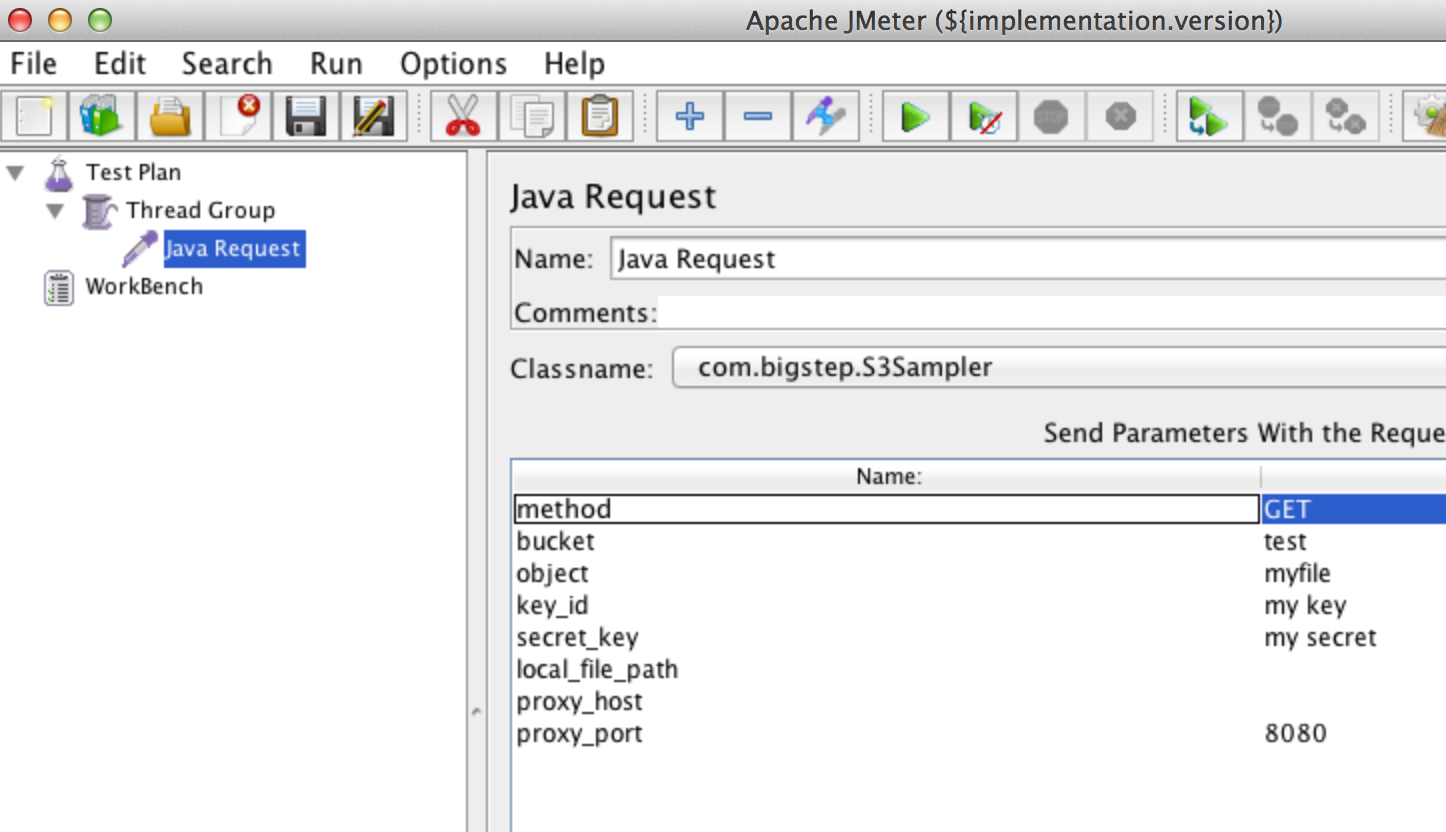 Apache JMeter (${implementation.version})
File Edit Search Run Options Help
STOP
Test Plan
Thread Group
Java Request
WorkBench
Java Request
Name: Java Request
Comments:
Classname: com.bigstep.S3Sampler
Send Parameters With the Reque
Name:
method GET
bucket test
object myfile
key_id my key
secret_key my secret
local_file_path
proxy_host
proxy_port 8080